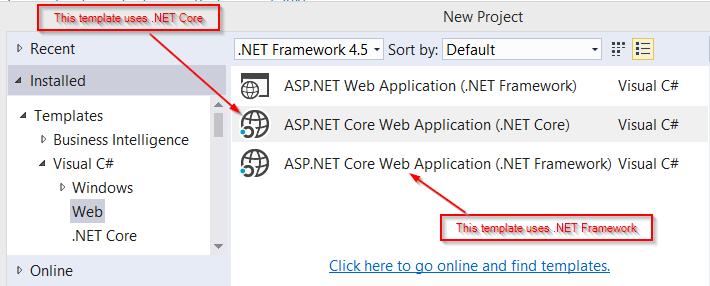 This template uses .NET Core
New Project
Recent
.NET Framework 4.5
Sort by:
Default
Installed
ASP.NET Web Application (.NET Framework)
Visual C#
Templates
Business Intelligence
ASP.NET Core Web Application (.NET Core)
Visual C#
Visual C#
Windows
ASP.NET Core Web Application (.NET Framework)
Visual C#
Web
.NET Core
This template uses .NET Framework
Online
Click here to go online and find templates.